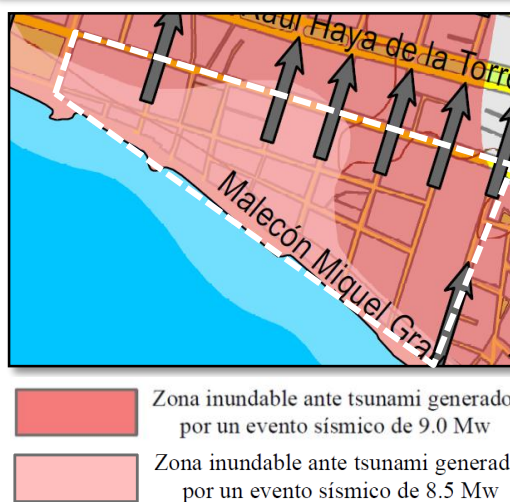 Raúl Haya de la Torre
Malecón Miguel Gra
Zona inundable ante tsunami generado
por un evento sísmico de 9.0 Mw
Zona inundable ante tsunami generad
por un evento sísmico de 8.5 Mw